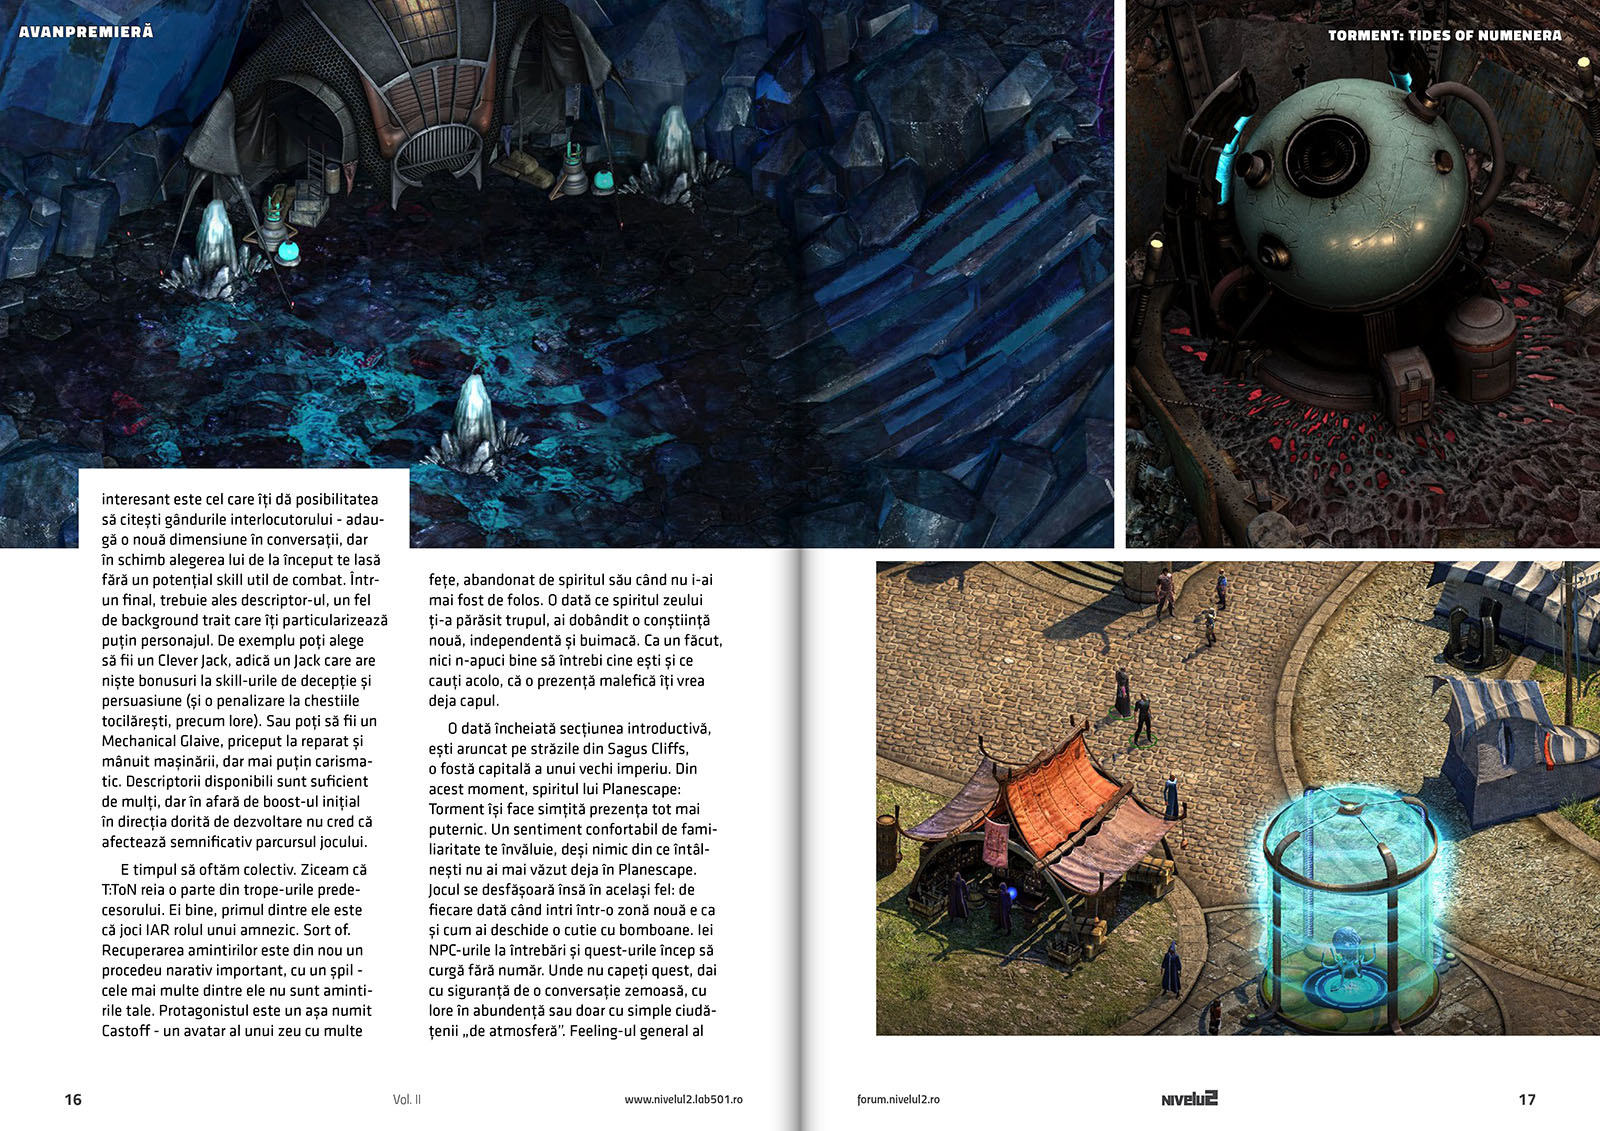 AVANPREMIERĂ
TORMENT: TIDES OF NUMENERA
interesant este cel care îți dă posibilitatea
să citești gândurile interlocutorului - adau-
gă o nouă dimensiune în conversații, dar
în schimb alegerea lui de la început te lasă
fără un potențial skill util de combat. Într-
un final, trebuie ales descriptor-ul, un fel
de background trait care îți particularizează
puțin personajul. De exemplu poți alege
să fii un Clever Jack, adică un Jack care are
niște bonusuri la skill-urile de decepție și
persuasiune (și o penalizare la chestiile
tocilărești, precum lore). Sau poți să fii un
Mechanical Glaive, priceput la reparat și
mânuit mașinării, dar mai puțin carisma-
tic. Descriptorii disponibili sunt suficient
de mulți, dar în afară de boost-ul inițial
în direcția dorită de dezvoltare nu cred că
afectează semnificativ parcursul jocului.
E timpul să oftăm colectiv. Ziceam că
T:ToN reia o parte din trope-urile prede-
cesorului. Ei bine, primul dintre ele este
că joci IAR rolul unui amnezic. Sort of.
Recuperarea amintirilor este din nou un
procedeu narativ important, cu un șpil -
cele mai multe dintre ele nu sunt aminti-
rile tale. Protagonistul este un așa numit
Castoff - un avatar al unui zeu cu multe
fețe, abandonat de spiritul său când nu i-ai
mai fost de folos. O dată ce spiritul zeului
ți-a părăsit trupul, ai dobândit o conștiință
nouă, independentă și buimacă. Ca un făcut,
nici n-apuci bine să întrebi cine ești și ce
cauți acolo, că o prezență malefică îți vrea
deja capul.
O dată încheiată secțiunea introductivă,
ești aruncat pe străzile din Sagus Cliffs,
o fostă capitală a unui vechi imperiu. Din
acest moment, spiritul lui Planescape:
Torment își face simțită prezența tot mai
puternic. Un sentiment confortabil de fami-
liaritate te învăluie, deși nimic din ce întâl-
nești nu ai mai văzut deja în Planescape.
Jocul se desfășoară însă în același fel: de
fiecare dată când intri într-o zonă nouă e ca
și cum ai deschide o cutie cu bomboane. Iei
NPC-urile la întrebări și quest-urile încep să
curgă fără număr. Unde nu capeți quest, dai
cu siguranță de o conversație zemoasă, cu
lore în abundență sau doar cu simple ciudă-
țenii „de atmosferă”. Feeling-ul general al
16
Vol. II
www.nivelul2.lab501.ro
forum.nivelul2.ro
NIVELU2
17